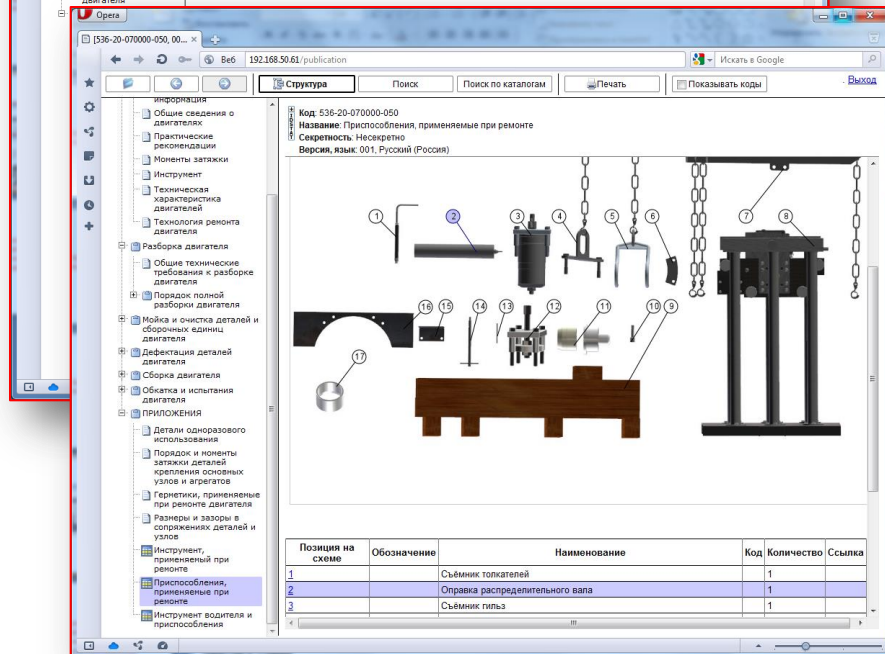 двигателя
Opera
[536-20-070000-050, 00...
Веб 192.168.50.61/publication
Искать в Google
Структура Поиск Поиск по каталогам Печать Показывать коды Выход
информация
Общие сведения о
двигателях
Практические
рекомендации
Моменты затяжки
Инструмент
Техническая
характеристика
двигателей
Технология ремонта
двигателя
Разборка двигателя
Общие технические
требования к разборке
двигателя
Порядок полной
разборки двигателя
Мойка и очистка деталей и
сборочных единиц
двигателя
Дефектация деталей
двигателя
Сборка двигателя
Обкатка и испытания
двигателя
ПРИЛОЖЕНИЯ
Детали одноразового
использования
Порядок и моменты
затяжки деталей
крепления основных
узлов и агрегатов
Герметики, применяемые
при ремонте двигателя
Размеры и зазоры в
сопряжениях деталей и
узлов
Инструмент,
применяемый при
ремонте
Приспособления,
применяемые при
ремонте
Инструмент водителя и
приспособления
IDSTAT
Код: 536-20-070000-050
Название: Приспособления, применяемые при ремонте
Секретность: Несекретно
Версия, язык: 001, Русский (Россия)
1 2 3 4 5 6 7 8
16 15 14 13 12 11 10 9
17
Позиция на схеме Обозначение Наименование Код Количество Ссылка
1 Съёмник толкателей 1
2 Оправка распределительного вала 1
3 Съёмник гильз 1